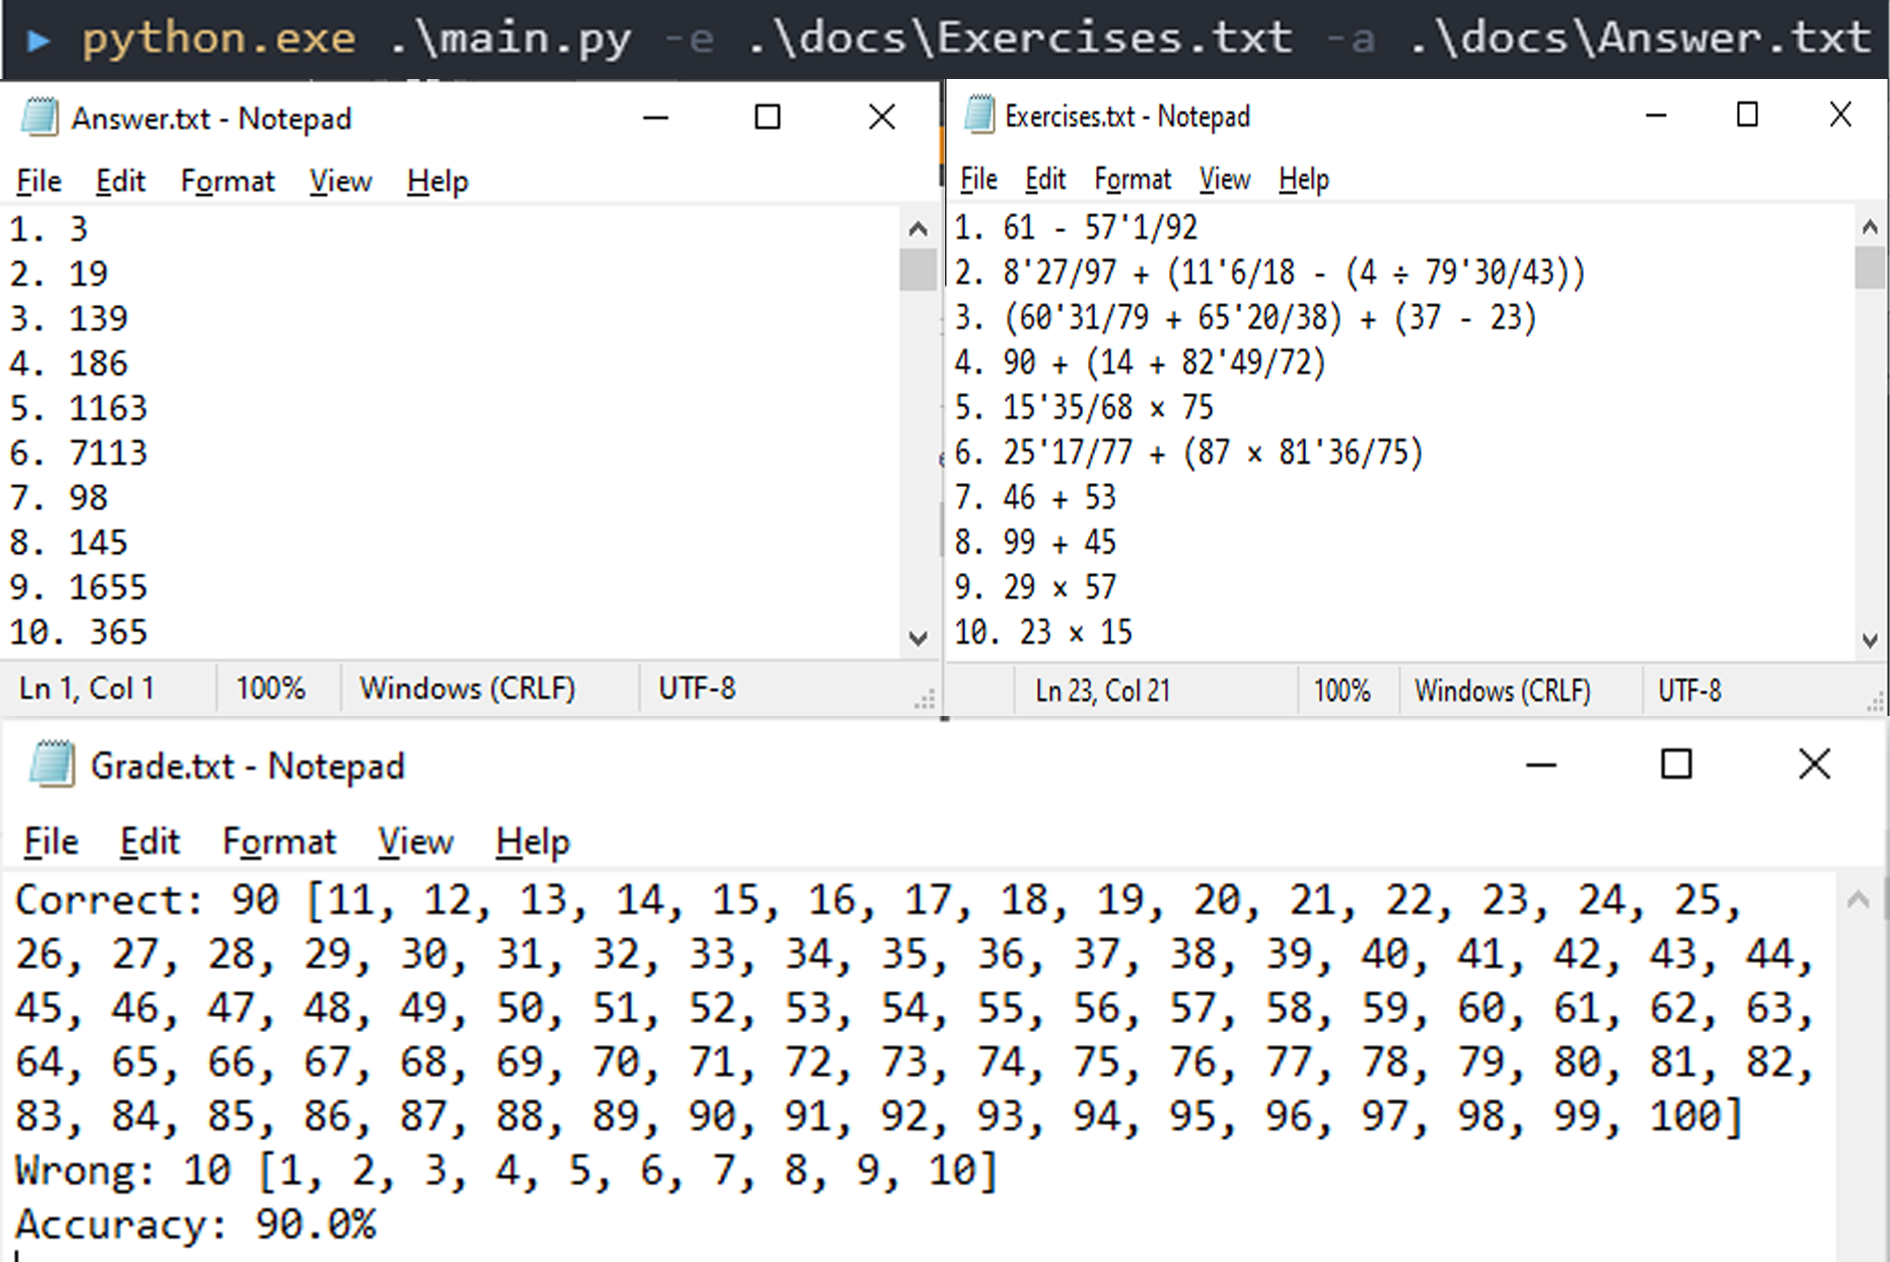 ▶ python.exe .\main.py -e .\docs\Exercises.txt -a .\docs\Answer.txt
Answer.txt - Notepad
File Edit Format View Help
1. 3
2. 19
3. 139
4. 186
5. 1163
6. 7113
7. 98
8. 145
9. 1655
10. 365
Ln 1, Col 1 100% Windows (CRLF) UTF-8
Exercises.txt - Notepad
File Edit Format View Help
1. 61 - 57'1/92
2. 8'27/97 + (11'6/18 - (4 ÷ 79'30/43))
3. (60'31/79 + 65'20/38) + (37 - 23)
4. 90 + (14 + 82'49/72)
5. 15'35/68 × 75
6. 25'17/77 + (87 × 81'36/75)
7. 46 + 53
8. 99 + 45
9. 29 × 57
10. 23 × 15
Ln 23, Col 21 100% Windows (CRLF) UTF-8
Grade.txt - Notepad
File Edit Format View Help
Correct: 90 [11, 12, 13, 14, 15, 16, 17, 18, 19, 20, 21, 22, 23, 24, 25,
26, 27, 28, 29, 30, 31, 32, 33, 34, 35, 36, 37, 38, 39, 40, 41, 42, 43, 44,
45, 46, 47, 48, 49, 50, 51, 52, 53, 54, 55, 56, 57, 58, 59, 60, 61, 62, 63,
64, 65, 66, 67, 68, 69, 70, 71, 72, 73, 74, 75, 76, 77, 78, 79, 80, 81, 82,
83, 84, 85, 86, 87, 88, 89, 90, 91, 92, 93, 94, 95, 96, 97, 98, 99, 100]
Wrong: 10 [1, 2, 3, 4, 5, 6, 7, 8, 9, 10]
Accuracy: 90.0%